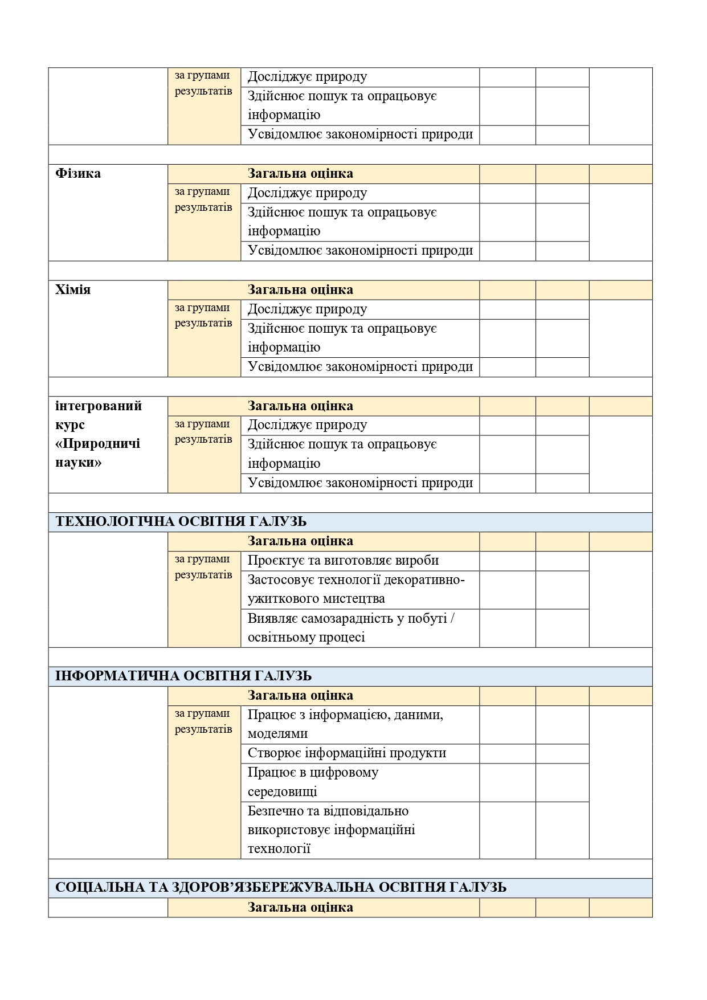 за групами
результатів
Досліджує природу
Здійснює пошук та опрацьовує
інформацію
Усвідомлює закономірності природи
Фізика
Загальна оцінка
за групами
результатів
Досліджує природу
Здійснює пошук та опрацьовує
інформацію
Усвідомлює закономірності природи
Хімія
Загальна оцінка
за групами
результатів
Досліджує природу
Здійснює пошук та опрацьовує
інформацію
Усвідомлює закономірності природи
інтегрований
курс
«Природничі
науки»
Загальна оцінка
за групами
результатів
Досліджує природу
Здійснює пошук та опрацьовує
інформацію
Усвідомлює закономірності природи
ТЕХНОЛОГІЧНА ОСВІТНЯ ГАЛУЗЬ
Загальна оцінка
за групами
результатів
Проєктує та виготовляє вироби
Застосовує технології декоративно-
ужиткового мистецтва
Виявляє самозарадність у побуті /
освітньому процесі
ІНФОРМАТИЧНА ОСВІТНЯ ГАЛУЗЬ
Загальна оцінка
за групами
результатів
Працює з інформацією, даними,
моделями
Створює інформаційні продукти
Працює в цифровому
середовищі
Безпечно та відповідально
використовує інформаційні
технології
СОЦІАЛЬНА ТА ЗДОРОВ’ЯЗБЕРЕЖУВАЛЬНА ОСВІТНЯ ГАЛУЗЬ
Загальна оцінка